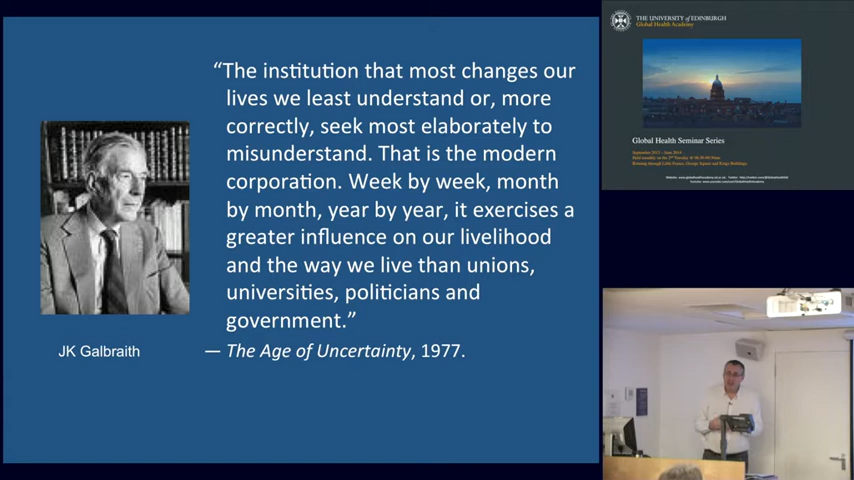 “The institution that most changes our
lives we least understand or, more
correctly, seek most elaborately to
misunderstand. That is the modern
corporation. Week by week, month
by month, year by year, it exercises a
greater influence on our livelihood
and the way we live than unions,
universities, politicians and
government.”
— The Age of Uncertainty, 1977.
JK Galbraith
THE UNIVERSITY of EDINBURGH
Global Health Academy
Global Health Seminar Series